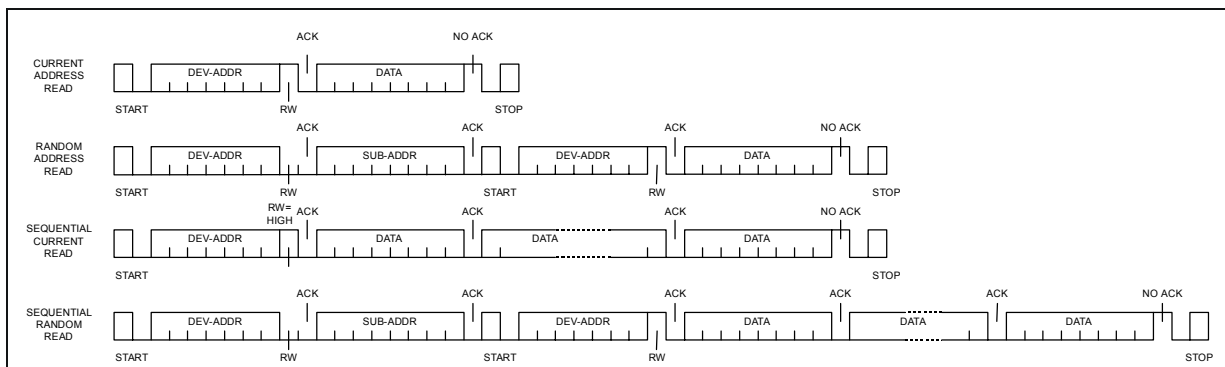 ACK NO ACK
CURRENT
ADDRESS
READ
DEV-ADDR DATA
START RW STOP
ACK ACK ACK NO ACK
RANDOM
ADDRESS
READ
DEV-ADDR SUB-ADDR DEV-ADDR DATA
START RW START RW STOP
RW=
HIGH
ACK ACK ACK NO ACK
SEQUENTIAL
CURRENT
READ
DEV-ADDR DATA DATA DATA
START STOP
ACK ACK ACK ACK ACK NO ACK
SEQUENTIAL
RANDOM
READ
DEV-ADDR SUB-ADDR DEV-ADDR DATA DATA DATA
START RW START RW STOP